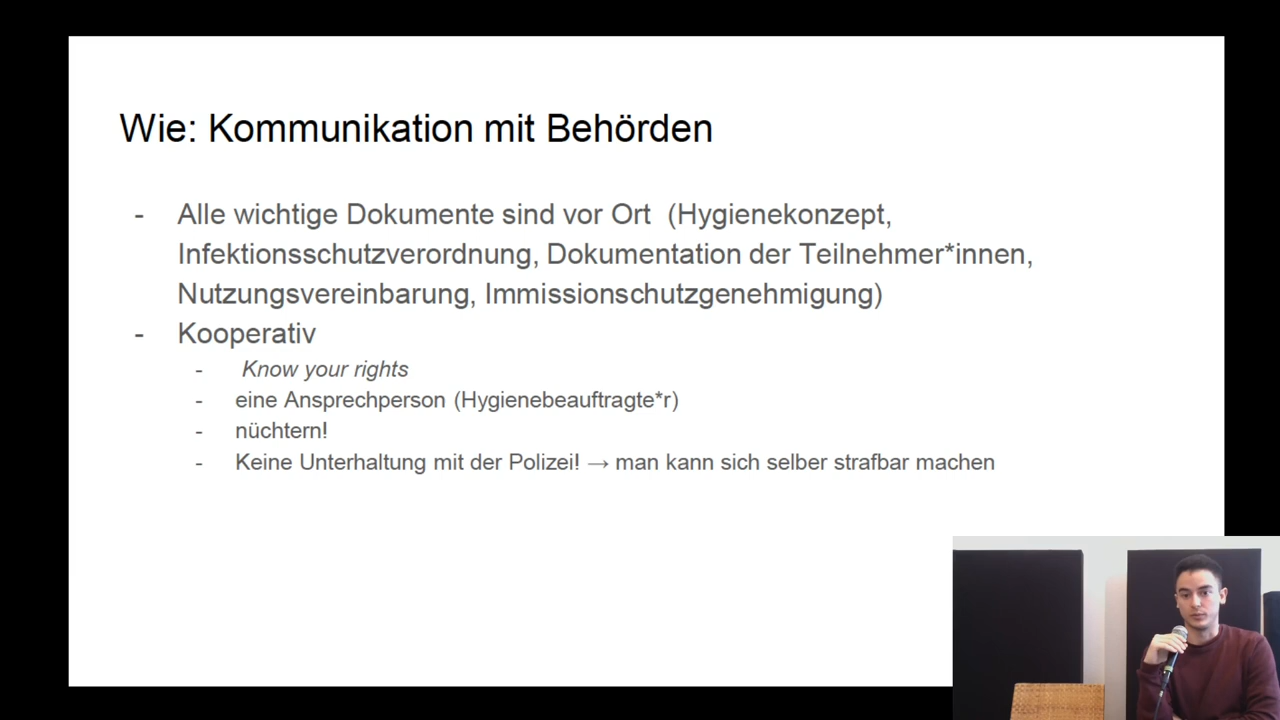 Wie: Kommunikation mit Behörden
- Alle wichtige Dokumente sind vor Ort  (Hygienekonzept,
Infektionsschutzverordnung, Dokumentation der Teilnehmer*innen,
Nutzungsvereinbarung, Immissionschutzgenehmigung)
- Kooperativ
- Know your rights
- eine Ansprechperson (Hygienebeauftragte*r)
- nüchtern!
- Keine Unterhaltung mit der Polizei! → man kann sich selber strafbar machen